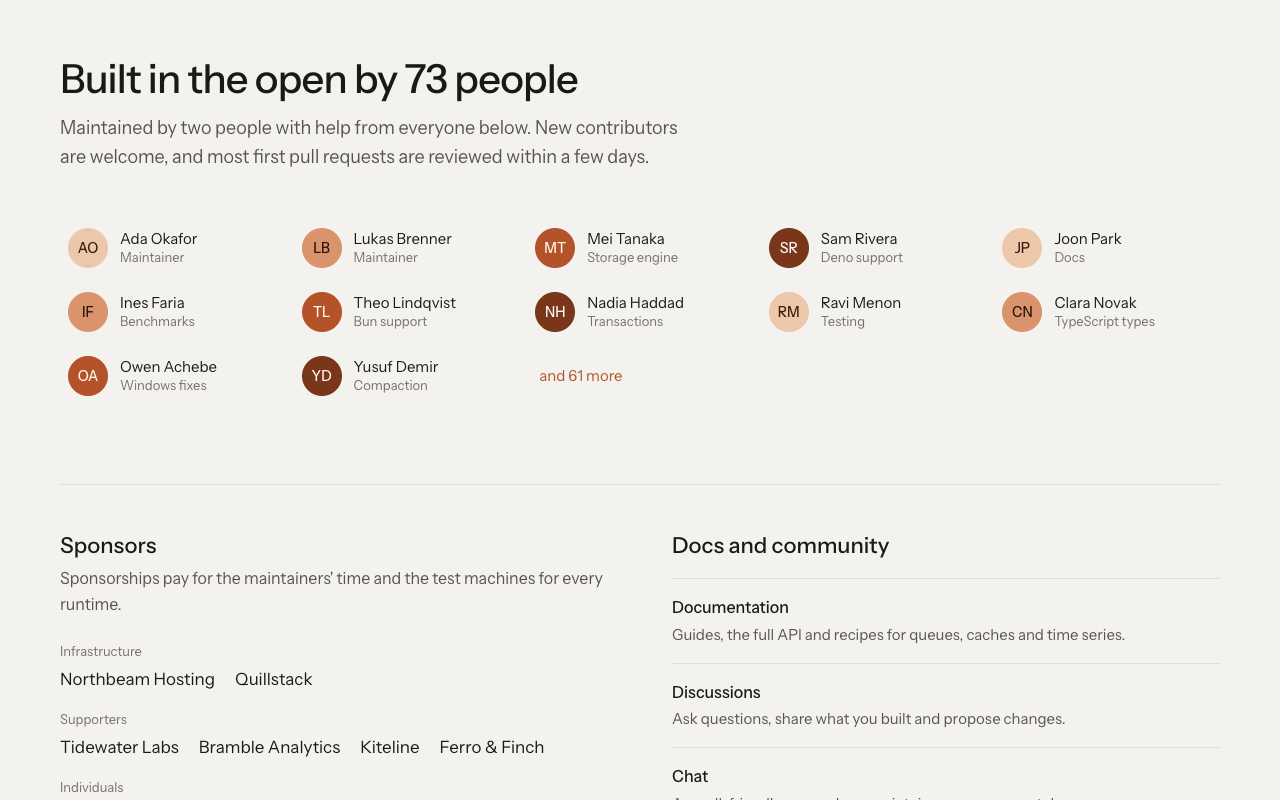 Built in the open by 73 people
Maintained by two people with help from everyone below. New contributors
are welcome, and most first pull requests are reviewed within a few days.
AO
Ada Okafor
Maintainer
LB
Lukas Brenner
Maintainer
MT
Mei Tanaka
Storage engine
SR
Sam Rivera
Deno support
JP
Joon Park
Docs
IF
Ines Faria
Benchmarks
TL
Theo Lindqvist
Bun support
NH
Nadia Haddad
Transactions
RM
Ravi Menon
Testing
CN
Clara Novak
TypeScript types
OA
Owen Achebe
Windows fixes
YD
Yusuf Demir
Compaction
and 61 more
Sponsors
Sponsorships pay for the maintainers' time and the test machines for every
runtime.
Infrastructure
Northbeam Hosting Quillstack
Supporters
Tidewater Labs Bramble Analytics Kiteline Ferro & Finch
Individuals
Docs and community
Documentation
Guides, the full API and recipes for queues, caches and time series.
Discussions
Ask questions, share what you built and propose changes.
Chat